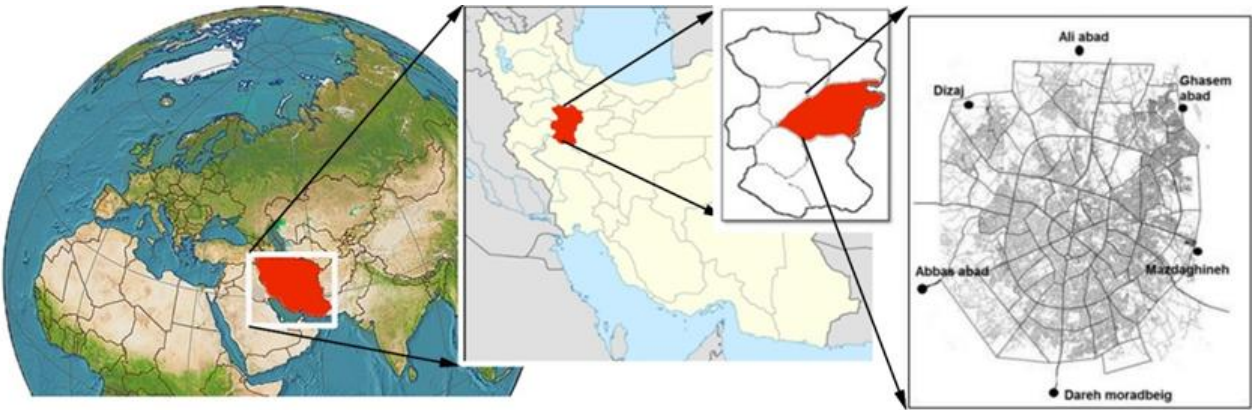 Ali abad
Dizaj
Ghasem
abad
Abbas abad
Mazdaghineh
Dareh moradbeig